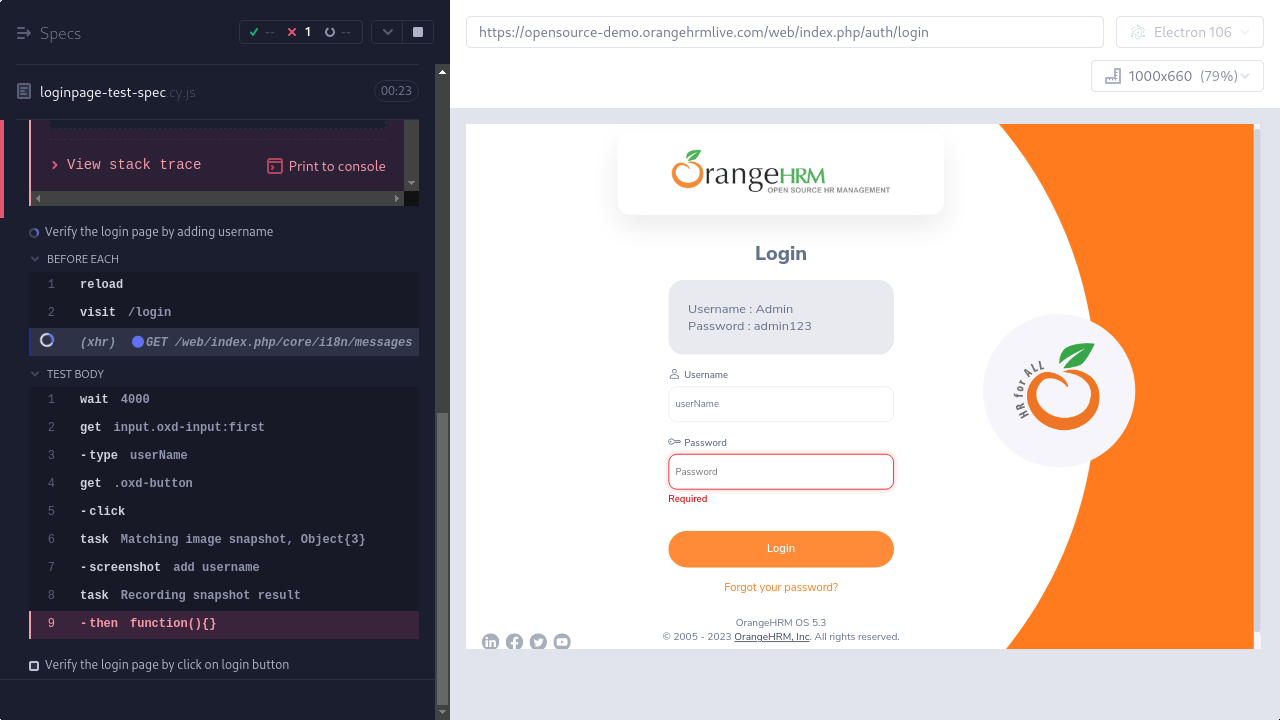 Specs
-- 1 --
https://opensource-demo.orangehrmlive.com/web/index.php/auth/login
Electron 106
1000x660 (79%)
loginpage-test-spec.cy.js
00:23
View stack trace
Print to console
Verify the login page by adding username
BEFORE EACH
1 reload
2 visit /login
(xhr) GET /web/index.php/core/i18n/messages
TEST BODY
1 wait 4000
2 get input.oxd-input:first
3 -type userName
4 get .oxd-button
5 -click
6 task Matching image snapshot, Object{3}
7 -screenshot add username
8 task Recording snapshot result
9 -then function(){}
Verify the login page by click on login button
OrangeHRM
OPEN SOURCE HR MANAGEMENT
Login
Username : Admin
Password : admin123
Username
userName
Password
Password
Required
Login
Forgot your password?
OrangeHRM OS 5.3
© 2005 - 2023 OrangeHRM, Inc. All rights reserved.
HR for ALL